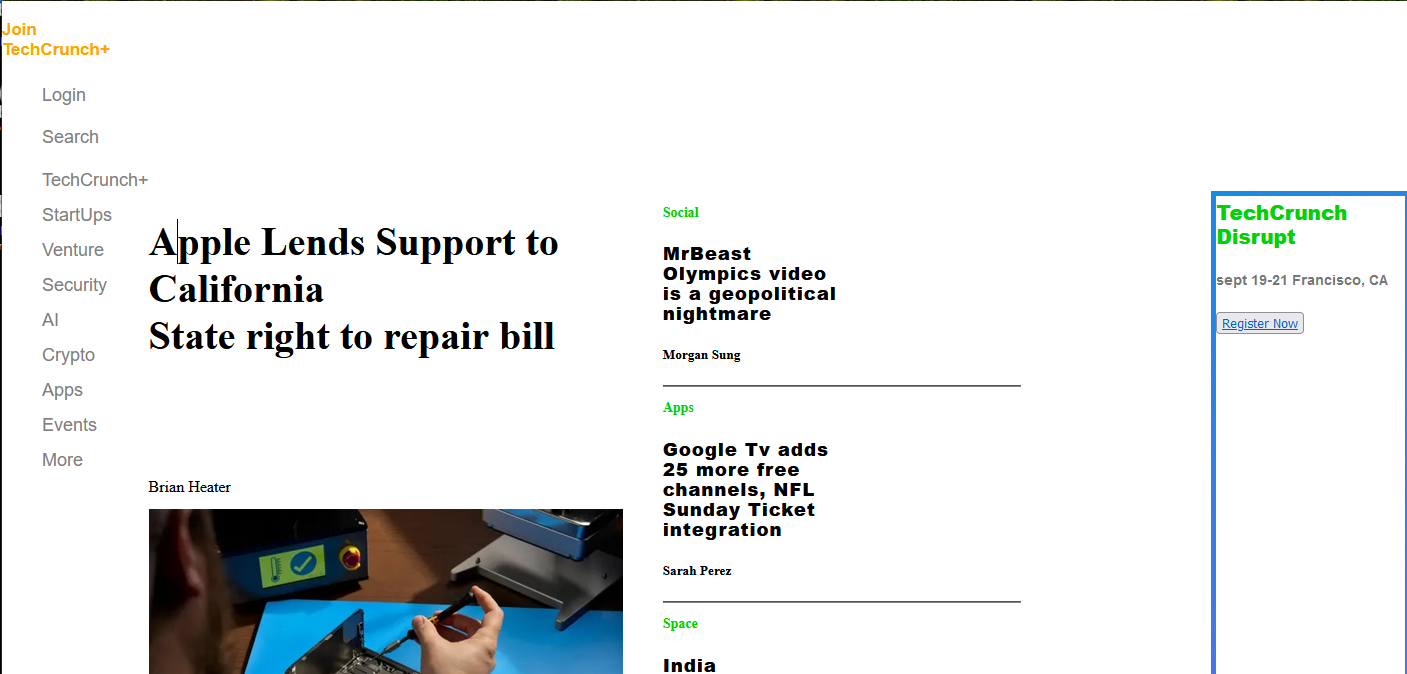 Join
TechCrunch+
Login
Search
TechCrunch+
StartUps
Venture
Security
AI
Crypto
Apps
Events
More
Apple Lends Support to
California
State right to repair bill
Brian Heater
Social
MrBeast
Olympics video
is a geopolitical
nightmare
Morgan Sung
Apps
Google Tv adds
25 more free
channels, NFL
Sunday Ticket
integration
Sarah Perez
Space
India
TechCrunch
Disrupt
sept 19-21 Francisco, CA
Register Now